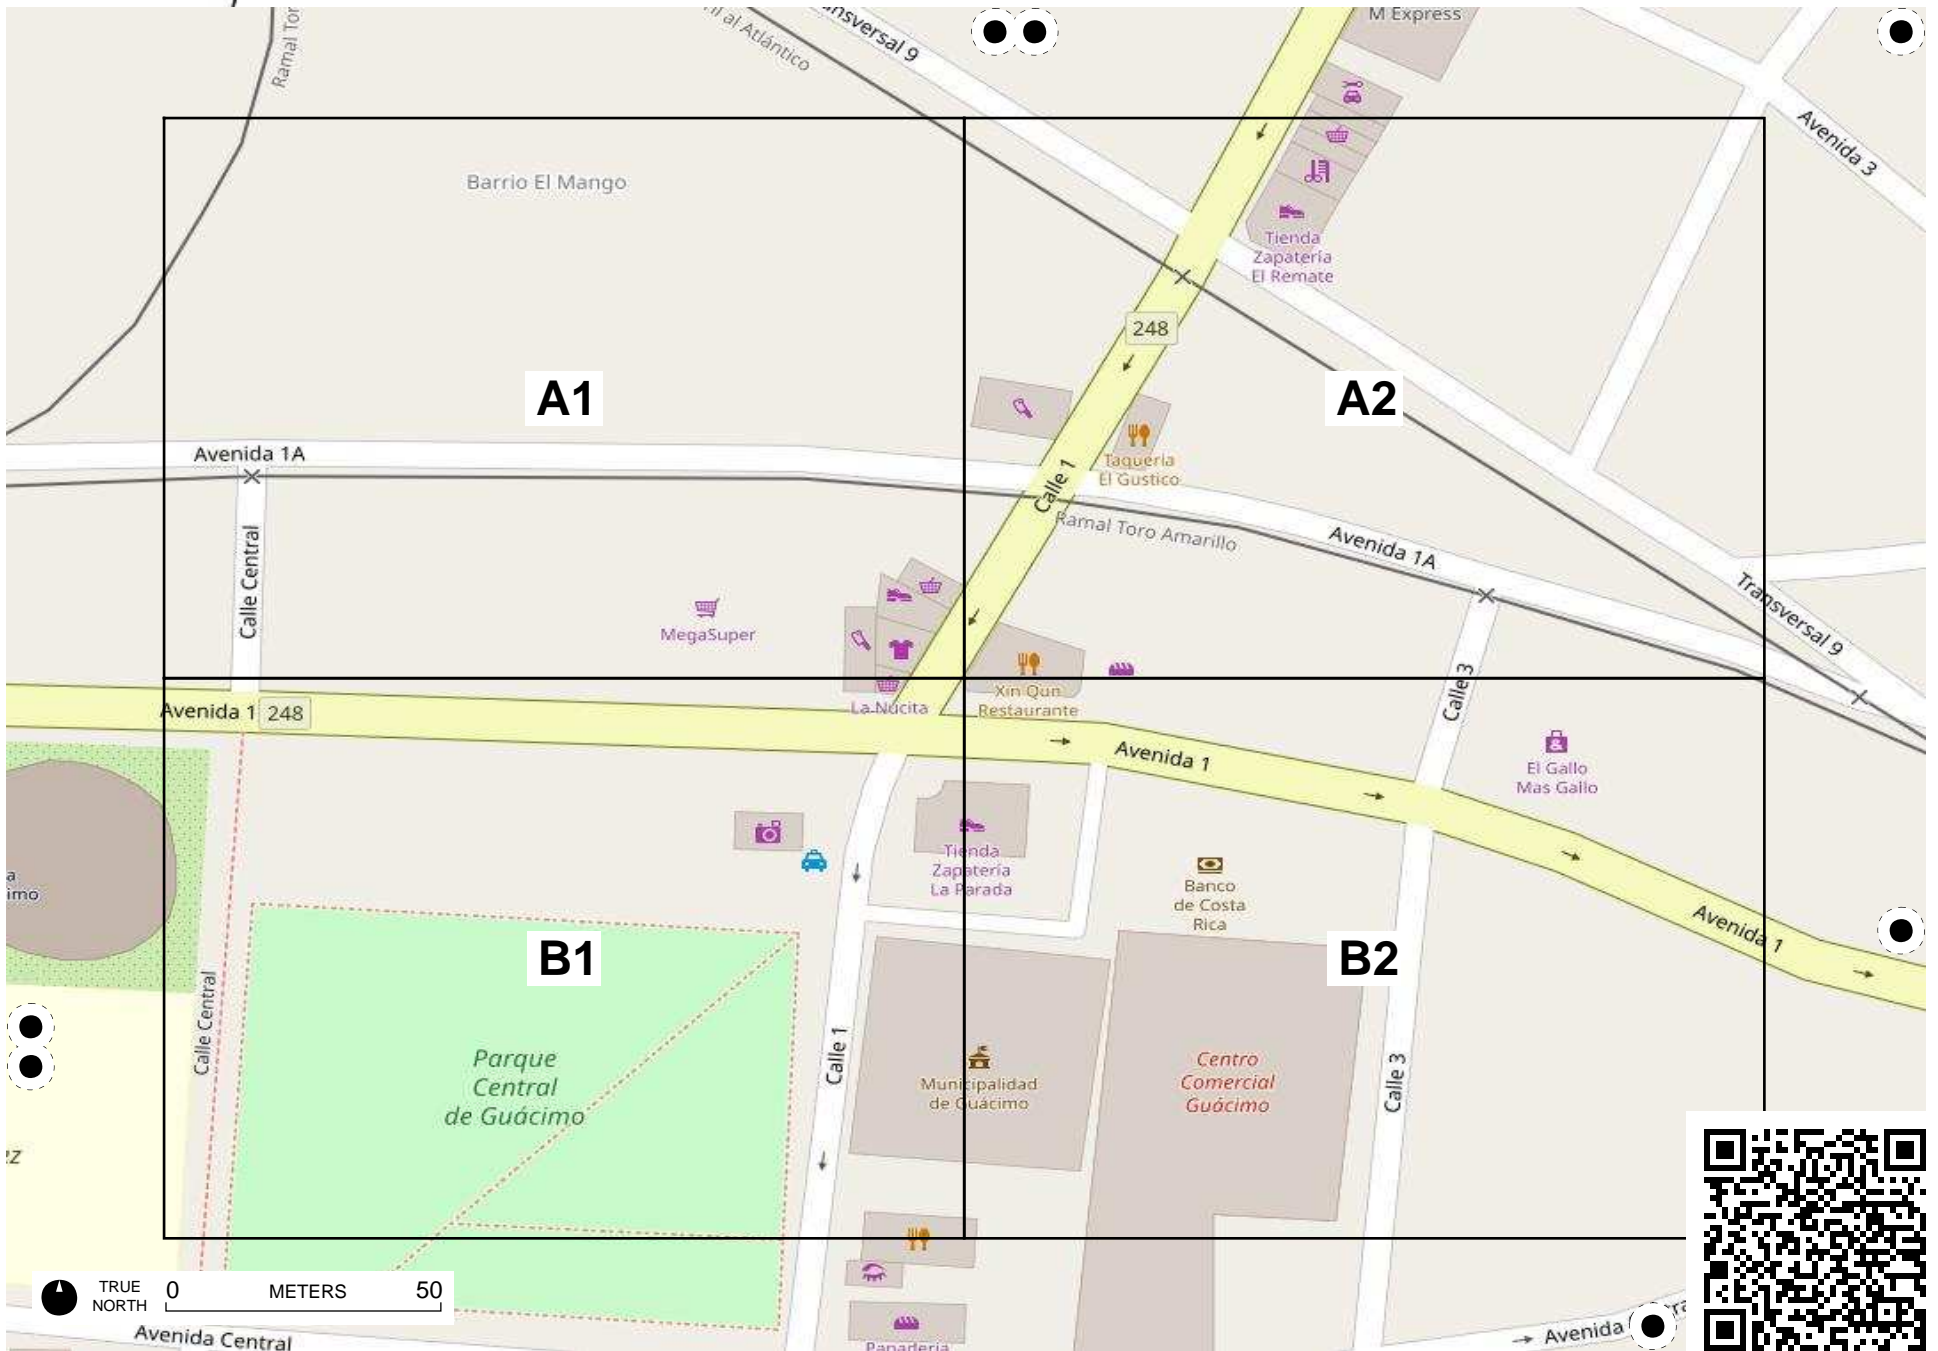 M Express
nsversal 9
al Atlántico
Ramal Tor
Avenida 3
Barrio El Mango
Tienda
Zapatería
El Remate
248
A1
A2
Avenida 1A
Taquería
El Gustico
Calle 1
Ramal Toro Amarillo
Avenida 1A
Calle Central
MegaSuper
Transversal 9
Xin Qun
Restaurante
La Nucita
Calle 3
Avenida 1
248
Avenida 1
El Gallo
Mas Gallo
Tienda
Zapatería
La Parada
Banco
de Costa
Rica
a
imo
Avenida 1
B1
B2
Calle Central
Parque
Central
de Guácimo
Calle 1
Municipalidad
de Guácimo
Centro
Comercial
Guácimo
Calle 3
ez
TRUE
NORTH
0 METERS 50
Avenida Central
Panadería
Avenida
tra